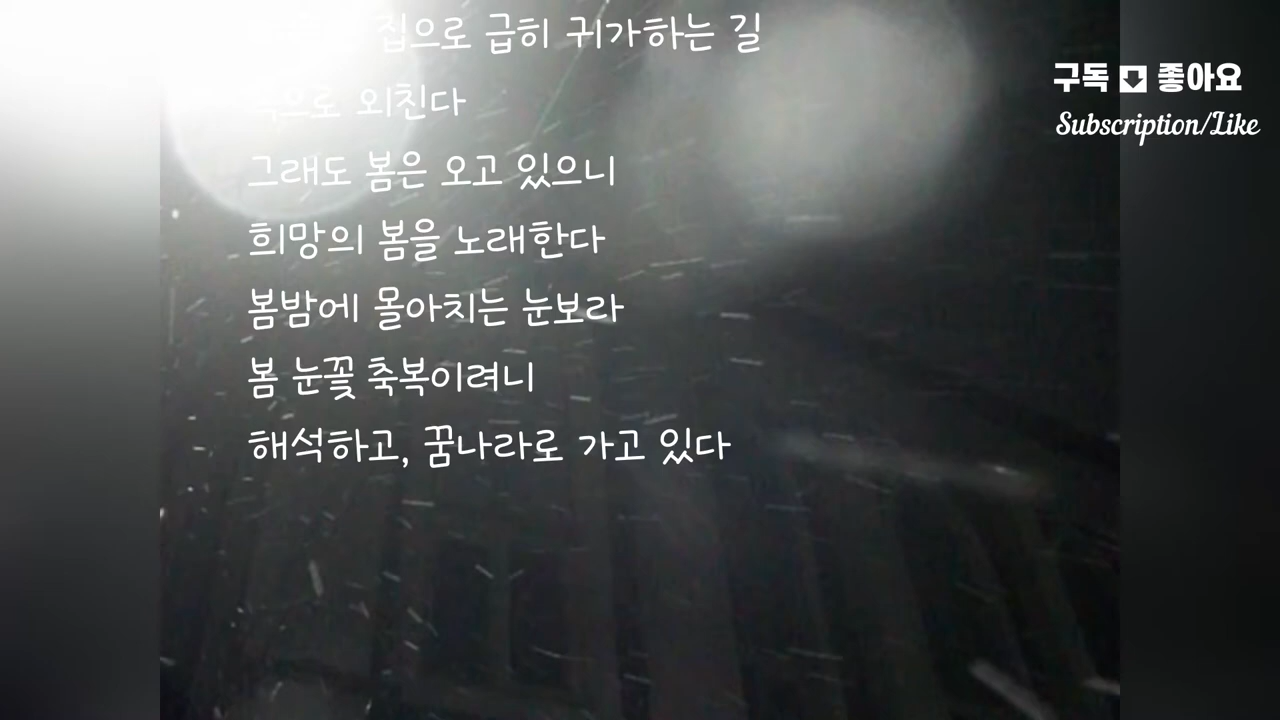 집으로 급히 귀가하는 길
외친다
그래도 봄은 오고 있으니
희망의 봄을 노래한다
봄밤에 몰아치는 눈보라
봄 눈꽃 축복이려니
해석하고, 꿈나라로 가고 있다
구독 좋아요
Subscription/Like